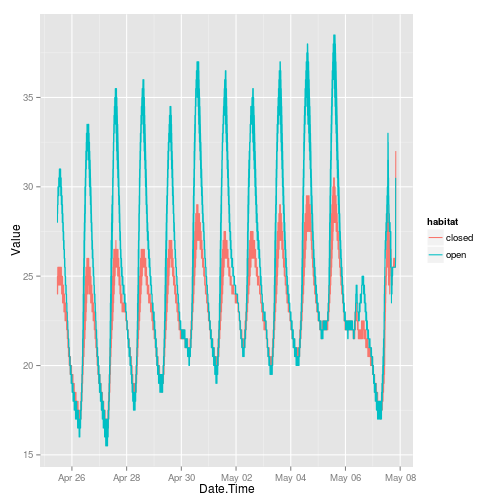 35
30
25
20
15
Value
Apr 26
Apr 28
Apr 30
May 02
May 04
May 06
May 08
Date.Time
habitat
closed
open